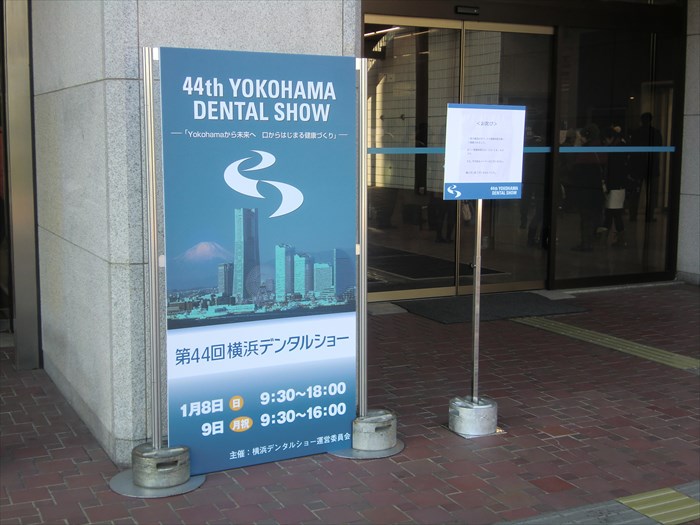 44th YOKOHAMA
DENTAL SHOW
「Yokohamaから未来へ 口からはじまる健康づくり」
第44回横浜デンタルショー
1月8日 日 9:30〜18:00
9日 月祝 9:30〜16:00
主催：横浜デンタルショー運営委員会
44th YOKOHAMA
DENTAL SHOW